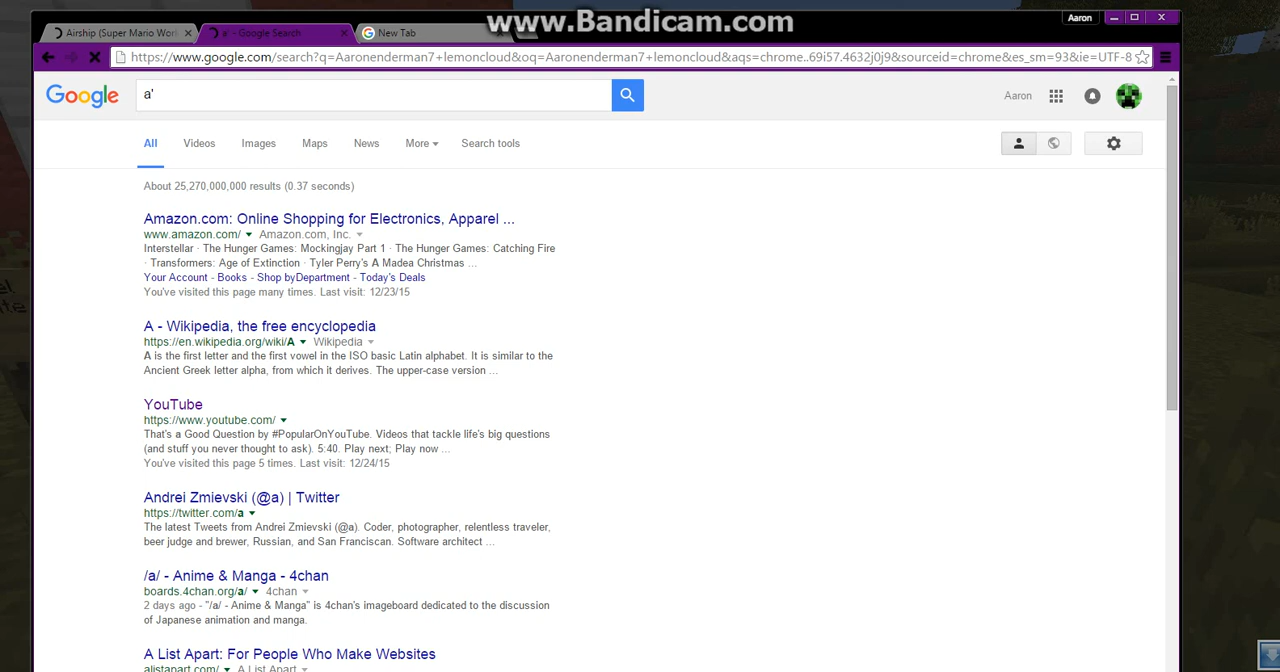 www.Bandicam.com
Aaron
Airship (Super Mario Wor
a' - Google Search
New Tab
https://www.google.com/search?q=Aaronenderman7+lemoncloud&oq=Aaronenderman7+lemoncloud&aqs=chrome..69i57.4632j0j9&sourceid=chrome&es_sm=93&ie=UTF-8
Google
a'
Aaron
All Videos Images Maps News More Search tools
About 25,270,000,000 results (0.37 seconds)
Amazon.com: Online Shopping for Electronics, Apparel ...
www.amazon.com/ Amazon.com, Inc.
Interstellar · The Hunger Games: Mockingjay Part 1 · The Hunger Games: Catching Fire
· Transformers: Age of Extinction · Tyler Perry's A Madea Christmas ...
Your Account - Books - Shop byDepartment - Today's Deals
You've visited this page many times. Last visit: 12/23/15
A - Wikipedia, the free encyclopedia
https://en.wikipedia.org/wiki/A Wikipedia
A is the first letter and the first vowel in the ISO basic Latin alphabet. It is similar to the
Ancient Greek letter alpha, from which it derives. The upper-case version ...
YouTube
https://www.youtube.com/
That's a Good Question by #PopularOnYouTube. Videos that tackle life's big questions
(and stuff you never thought to ask). 5:40. Play next; Play now ...
You've visited this page 5 times. Last visit: 12/24/15
Andrei Zmievski (@a) | Twitter
https://twitter.com/a
The latest Tweets from Andrei Zmievski (@a). Coder, photographer, relentless traveler,
beer judge and brewer, Russian, and San Franciscan. Software architect ...
/a/ - Anime & Manga - 4chan
boards.4chan.org/a/ 4chan
2 days ago - "/a/ - Anime & Manga" is 4chan's imageboard dedicated to the discussion
of Japanese animation and manga.
A List Apart: For People Who Make Websites
alistapart.com/ A List Apart